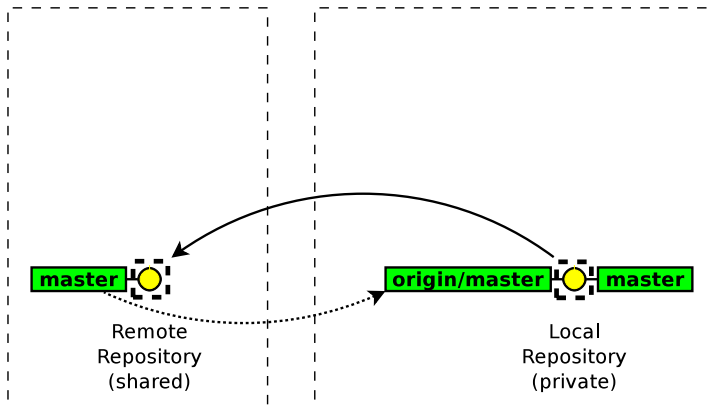 master
origin/master
master
Remote
Repository
(shared)
Local
Repository
(private)